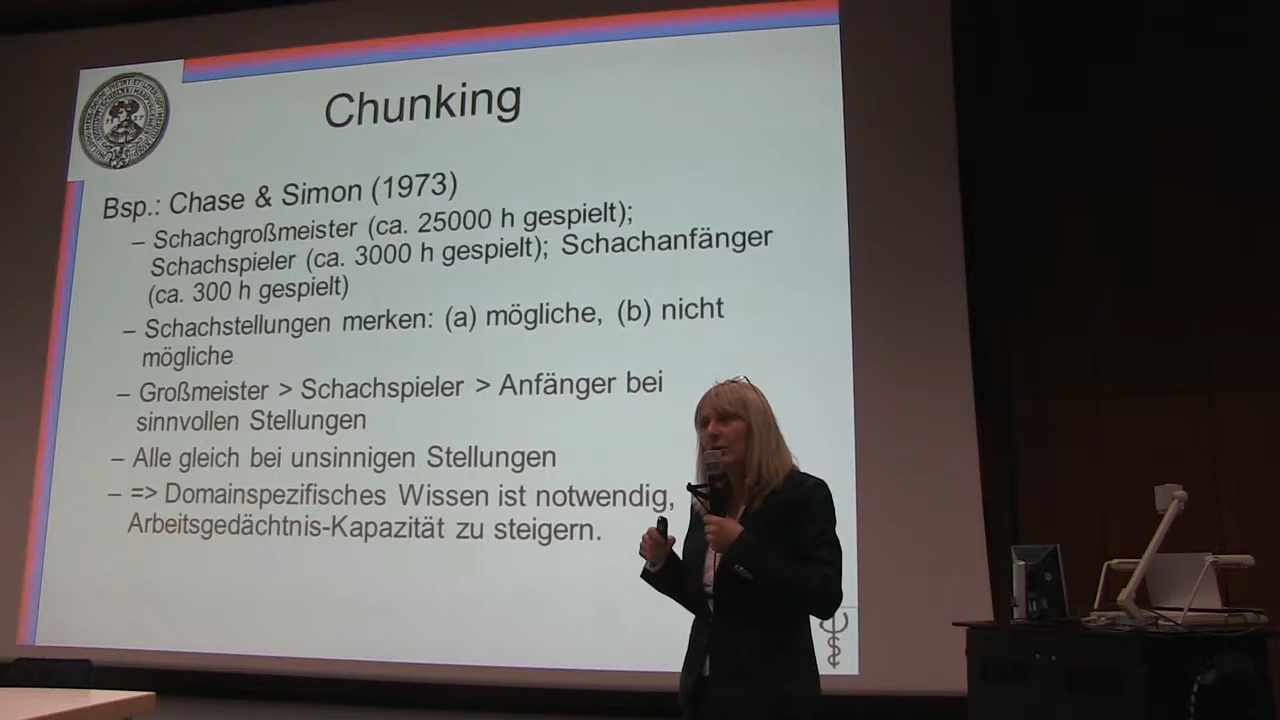 Chunking
Bsp.: Chase & Simon (1973)
– Schachgroßmeister (ca. 25000 h gespielt);
Schachspieler (ca. 3000 h gespielt); Schachanfänger
(ca. 300 h gespielt)
– Schachstellungen merken: (a) mögliche, (b) nicht
mögliche
– Großmeister > Schachspieler > Anfänger bei
sinnvollen Stellungen
– Alle gleich bei unsinnigen Stellungen
– => Domainspezifisches Wissen ist notwendig,
Arbeitsgedächtnis-Kapazität zu steigern.